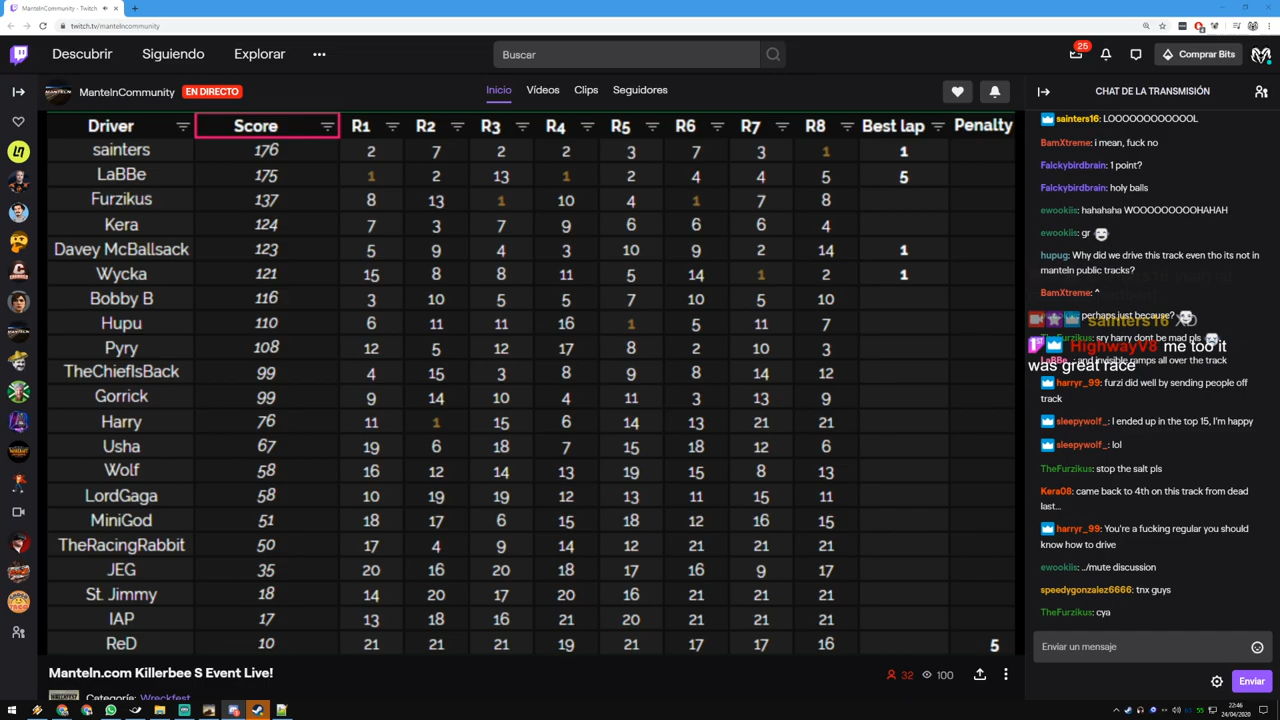 ManteInCommunity - Twitch
twitch.tv/manteIncommunity
Descubrir Siguiendo Explorar
Buscar
25
Comprar Bits
ManteInCommunity EN DIRECTO
Inicio Vídeos Clips Seguidores
CHAT DE LA TRANSMISIÓN
Driver Score R1 R2 R3 R4 R5 R6 R7 R8 Best lap Penalty
sainters 176 2 7 2 2 3 7 3 1 1
LaBBe 175 1 2 13 1 2 4 4 5 5
Furzikus 137 8 13 1 10 4 1 7 8
Kera 124 7 3 7 9 6 6 6 4
Davey McBallsack 123 5 9 4 3 10 9 2 14 1
Wycka 121 15 8 8 11 5 14 1 2 1
Bobby B 116 3 10 5 5 7 10 5 10
Hupu 110 6 11 11 16 1 5 11 7
Pyry 108 12 5 12 17 8 2 10 3
TheChiefIsBack 99 4 15 3 8 9 8 14 12
Gorrick 99 9 14 10 4 11 3 13 9
Harry 76 11 1 15 6 14 13 21 21
Usha 67 19 6 18 7 15 18 12 6
Wolf 58 16 12 14 13 19 15 8 13
LordGaga 58 10 19 19 12 13 11 15 11
MiniGod 51 18 17 6 15 18 12 16 15
TheRacingRabbit 50 17 4 9 14 12 21 21 21
JEG 35 20 16 20 18 17 16 9 17
St. Jimmy 18 14 20 17 20 16 21 21 21
IAP 17 13 18 16 21 20 21 21 21
ReD 10 21 21 21 19 21 17 17 16 5
ManteIn.com Killerbee S Event Live!
32 100
Categoría: Wreckfest
sainters16: LOOOOOOOOOOOL
BamXtreme: i mean, fuck no
Falckybirdbrain: 1 point?
Falckybirdbrain: holy balls
ewookiis: hahahaha WOOOOOOOOHAHAH
ewookiis: gr
hupug: Why did we drive this track even tho its not in
manteln public tracks?
BamXtreme: ^
perhaps just because?
sainters16 XD
TheFurzikus: sry harry dont be mad pls
HighwayV8 me too it
was great race
LaBBe_: and invisible ramps all over the track
harryr_99: furzi did well by sending people off
track
sleepywolf_: I ended up in the top 15, I'm happy
sleepywolf_: lol
TheFurzikus: stop the salt pls
Kera08: came back to 4th on this track from dead
last...
harryr_99: You're a fucking regular you should
know how to drive
ewookiis: ../mute discussion
speedygonzalez6666: tnx guys
TheFurzikus: cya
Enviar un mensaje
Enviar
22:46
24/04/2020